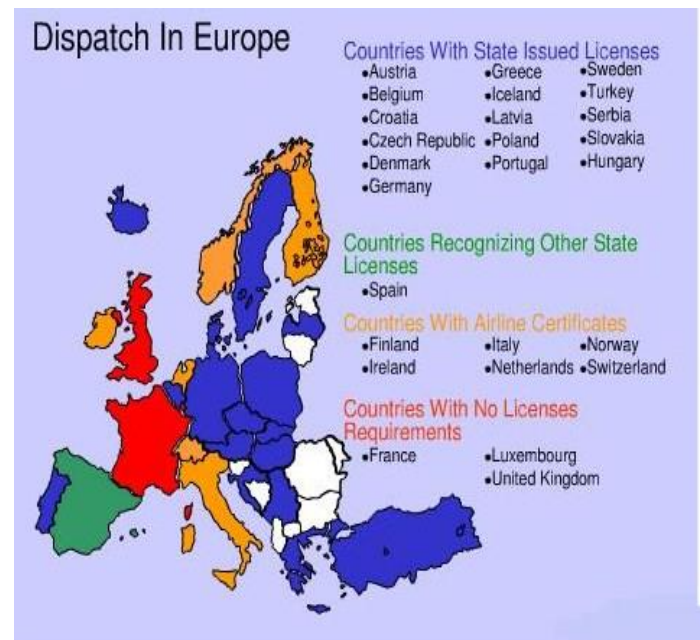 Dispatch In Europe
Countries With State Issued Licenses
•Austria
•Belgium
•Croatia
•Czech Republic
•Denmark
•Germany
•Greece
•Iceland
•Latvia
•Poland
•Portugal
•Sweden
•Turkey
•Serbia
•Slovakia
•Hungary
Countries Recognizing Other State
Licenses
•Spain
Countries With Airline Certificates
•Finland
•Ireland
•Italy
•Netherlands
•Norway
•Switzerland
Countries With No Licenses
Requirements
•France
•Luxembourg
•United Kingdom